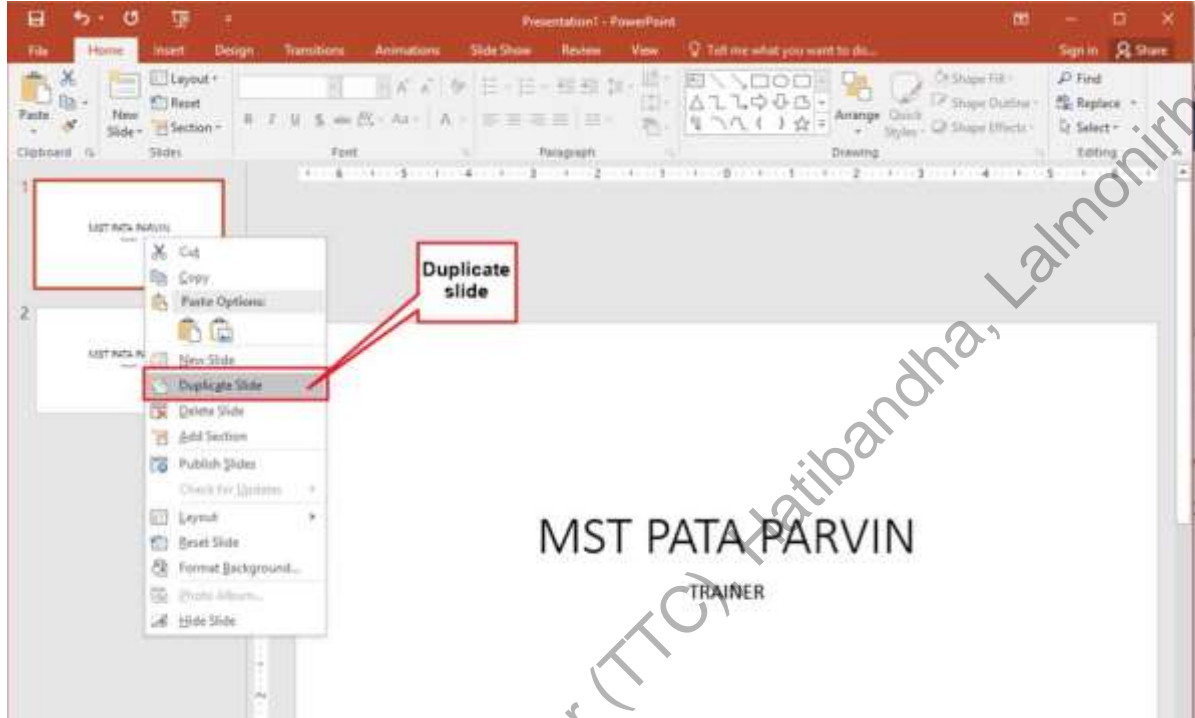 Presentation1 - PowerPoint
File Home Insert Design Transitions Animations Slide Show Review View Tell me what you want to do... Sign in Share
Paste
New Slide
Layout
Reset
Section
Arrange
Quick Styles
Shape Fill
Shape Outline
Shape Effects
Find
Replace
Select
Clipboard Slides Font Paragraph Drawing Editing
1
MST PATA PARVIN
2
MST PATA
Cut
Copy
Paste Options:
New Slide
Duplicate Slide
Delete Slide
Add Section
Publish Slides
Check for Updates
Layout
Reset Slide
Format Background...
Photo Album...
Hide Slide
Duplicate
slide
MST PATA PARVIN
TRAINER
(TTC), Hatibandha, Lalmonirh